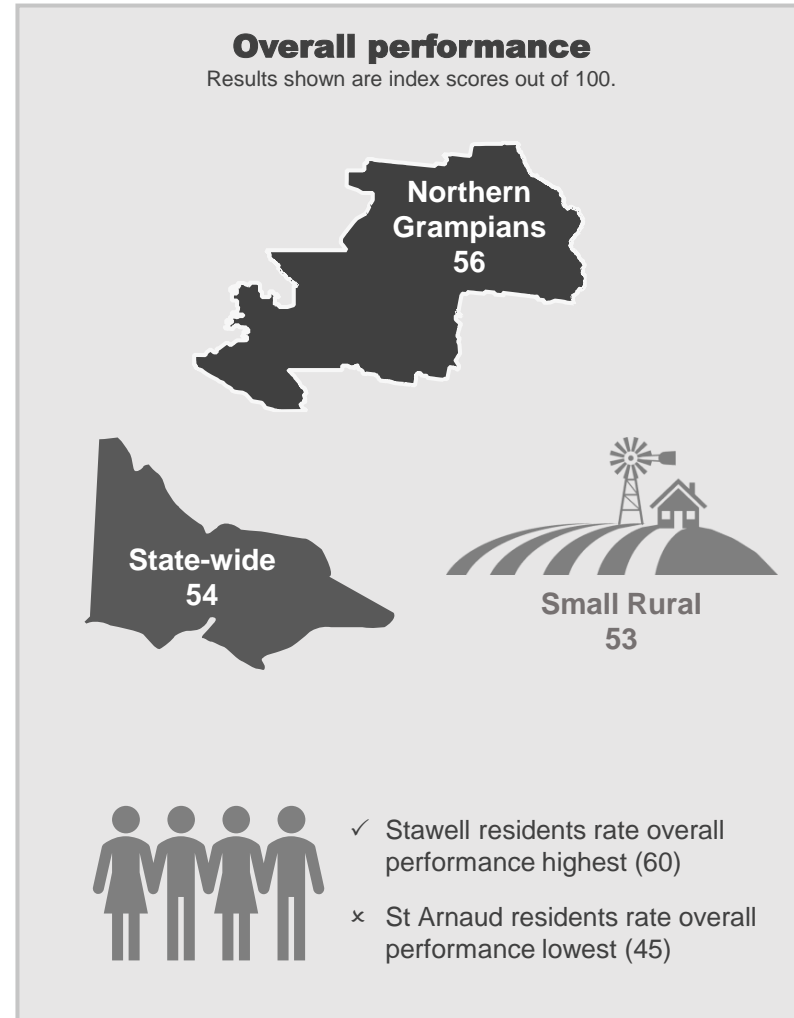 Overall performance
Results shown are index scores out of 100.
Northern
Grampians
56
State-wide
54
Small Rural
53
✓ Stawell residents rate overall
performance highest (60)
× St Arnaud residents rate overall
performance lowest (45)